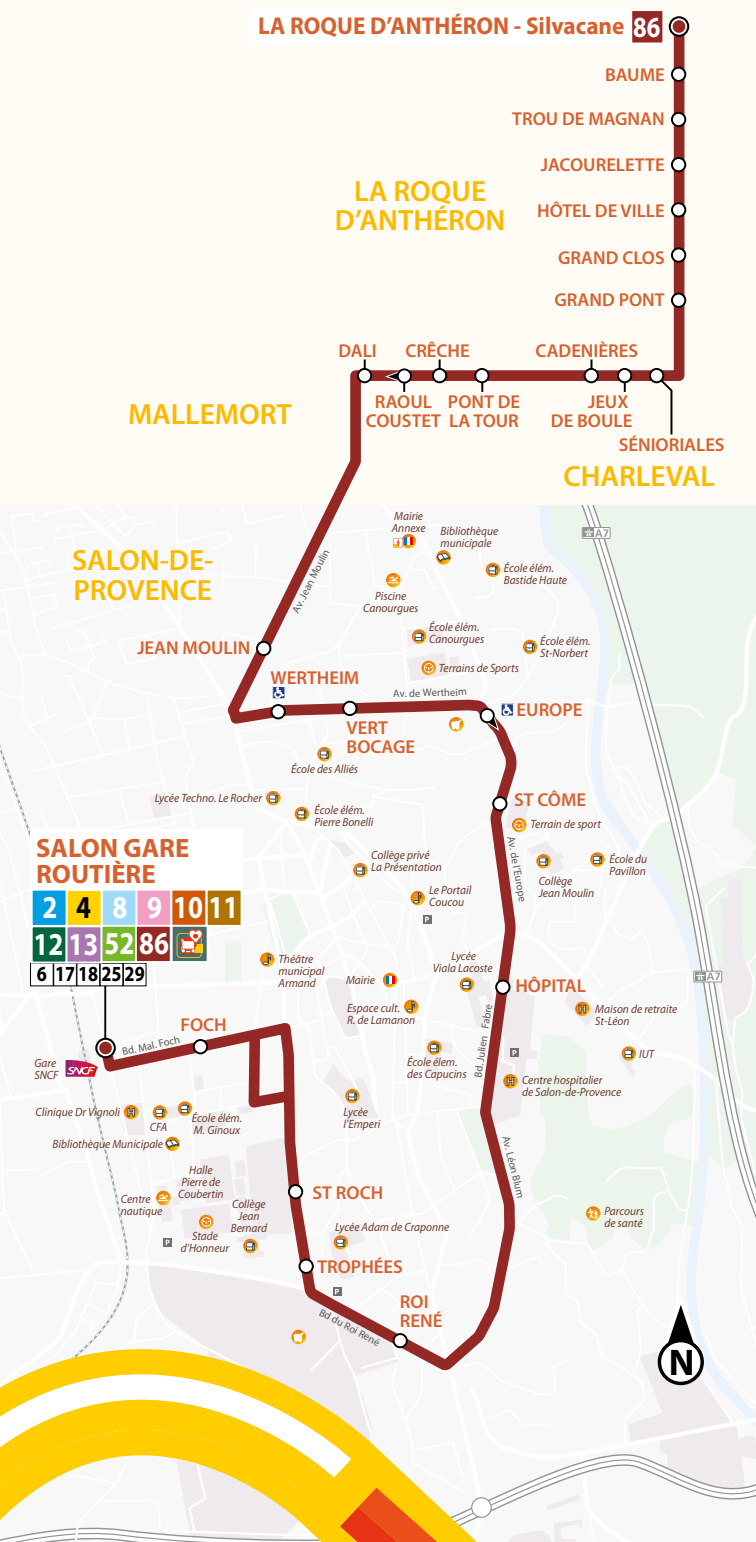 LA ROQUE D'ANTHÉRON - Silvacane 86
BAUME
TROU DE MAGNAN
JACOURELETTE
LA ROQUE
D'ANTHÉRON
HÔTEL DE VILLE
GRAND CLOS
GRAND PONT
DALI
CRÊCHE
CADENIÈRES
RAOUL
COUSTET
PONT DE
LA TOUR
JEUX
DE BOULE
SÉNIORIALES
MALLEMORT
CHARLEVAL
SALON-DE-
PROVENCE
Av. Jean Moulin
Mairie
Annexe
Bibliothèque
municipale
A7
École élém.
Bastide Haute
Piscine
Canourgues
École élém.
Canourgues
École élém.
St-Norbert
Terrains de Sports
JEAN MOULIN
WERTHEIM
Av. de Wertheim
VERT
BOCAGE
EUROPE
École des Alliés
Lycée Techno. Le Rocher
École élém.
Pierre Bonelli
ST CÔME
Terrain de sport
Av. de l'Europe
Collège privé
La Présentation
Collège
Jean Moulin
École du
Pavillon
Le Portail
Coucou
P
SALON GARE
ROUTIÈRE
2 4 8 9 10 11
12 13 52 86
6 17 18 25 29
Théâtre
municipal
Armand
Mairie
Lycée
Viala Lacoste
A7
HÔPITAL
Espace cult.
R. de Lamanon
Maison de retraite
St-Léon
Bd. Julien Fabre
FOCH
Bd. Mal. Foch
Gare
SNCF
SNCF
École élem.
des Capucins
P
IUT
Centre hospitalier
de Salon-de-Provence
Clinique Dr Vignoli
CFA
École élém.
M. Ginoux
Lycée
l'Emperi
Bibliothèque Municipale
Av. Léon Blum
Halle
Pierre de
Coubertin
Centre
nautique
ST ROCH
Collège
Jean
Bernard
Stade
d'Honneur
P
Lycée Adam de Craponne
Parcours
de santé
TROPHÉES
P
Bd du Roi René
ROI
RENÉ
N